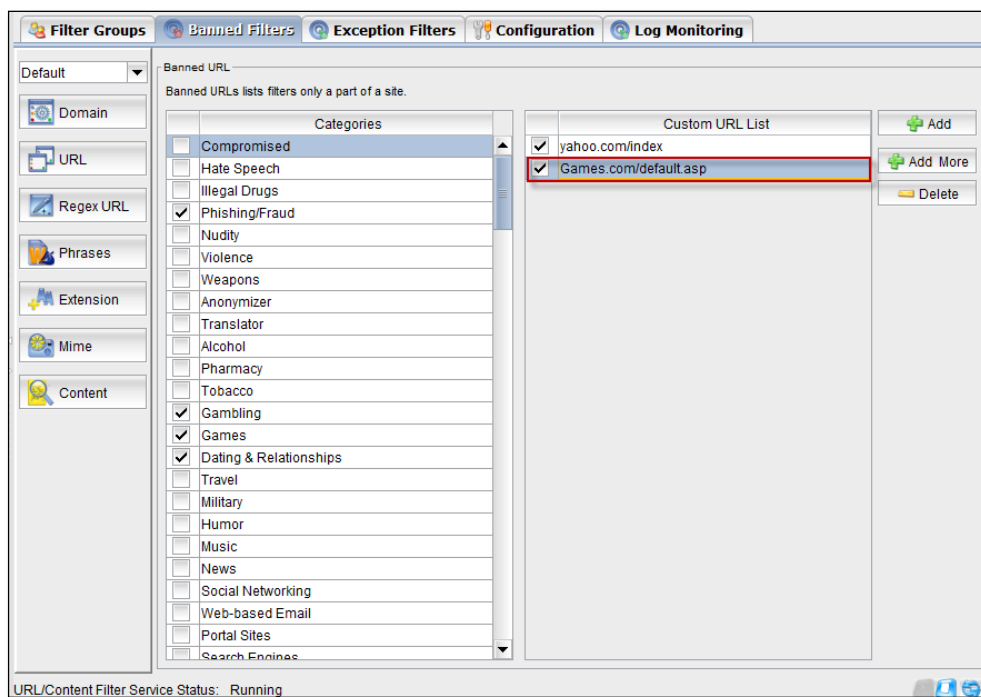 Filter Groups
Banned Filters
Exception Filters
Configuration
Log Monitoring
Default
Domain
URL
Regex URL
Phrases
Extension
Mime
Content
Banned URL
Banned URLs lists filters only a part of a site.
Categories
Compromised
Hate Speech
Illegal Drugs
Phishing/Fraud
Nudity
Violence
Weapons
Anonymizer
Translator
Alcohol
Pharmacy
Tobacco
Gambling
Games
Dating & Relationships
Travel
Military
Humor
Music
News
Social Networking
Web-based Email
Portal Sites
Search Engines
Custom URL List
yahoo.com/index
Games.com/default.asp
Add
Add More
Delete
URL/Content Filter Service Status: Running